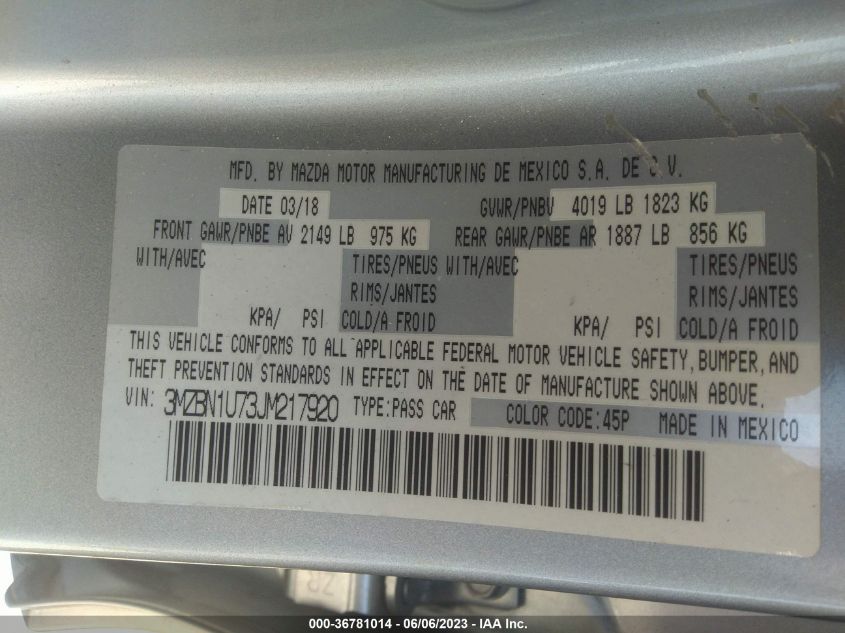 MFD. BY MAZDA MOTOR MANUFACTURING DE MEXICO S.A. DE C.V.
DATE 03/18 GVWR/PNBV 4019 LB 1823 KG
FRONT GAWR/PNBE AV 2149 LB 975 KG REAR GAWR/PNBE AR 1887 LB 856 KG
WITH/AVEC TIRES/PNEUS WITH/AVEC TIRES/PNEUS
RIMS/JANTES RIMS/JANTES
KPA/ PSI COLD/A FROID KPA/ PSI COLD/A FROID
THIS VEHICLE CONFORMS TO ALL APPLICABLE FEDERAL MOTOR VEHICLE SAFETY, BUMPER, AND
THEFT PREVENTION STANDARDS IN EFFECT ON THE DATE OF MANUFACTURE SHOWN ABOVE.
VIN: 3MZBN1U73JM217920 TYPE:PASS CAR COLOR CODE:45P MADE IN MEXICO
000-36781014 - 06/06/2023 - IAA Inc.